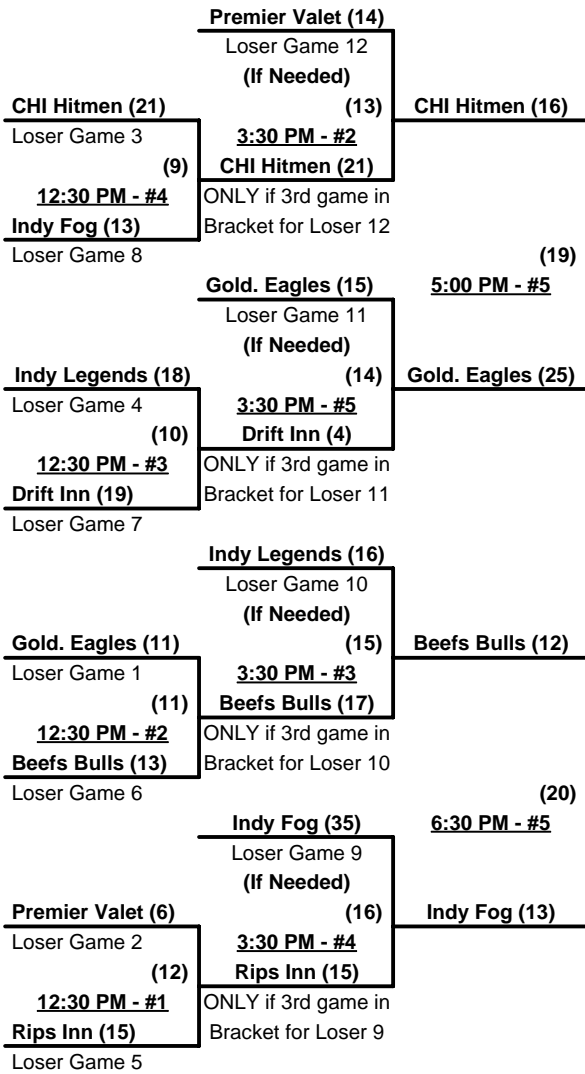 Premier Valet (14)
Loser Game 12
(If Needed)
CHI Hitmen (21)
(13)
CHI Hitmen (16)
Loser Game 3
3:30 PM - #2
(9)
CHI Hitmen (21)
12:30 PM - #4
ONLY if 3rd game in
Indy Fog (13)
Bracket for Loser 12
Loser Game 8
(19)
Gold. Eagles (15)
5:00 PM - #5
Loser Game 11
(If Needed)
Indy Legends (18)
(14)
Gold. Eagles (25)
Loser Game 4
3:30 PM - #5
(10)
Drift Inn (4)
12:30 PM - #3
ONLY if 3rd game in
Drift Inn (19)
Bracket for Loser 11
Loser Game 7
Indy Legends (16)
Loser Game 10
(If Needed)
Gold. Eagles (11)
(15)
Beefs Bulls (12)
Loser Game 1
3:30 PM - #3
(11)
Beefs Bulls (17)
12:30 PM - #2
ONLY if 3rd game in
Beefs Bulls (13)
Bracket for Loser 10
Loser Game 6
(20)
Indy Fog (35)
6:30 PM - #5
Loser Game 9
(If Needed)
Premier Valet (6)
(16)
Indy Fog (13)
Loser Game 2
3:30 PM - #4
(12)
Rips Inn (15)
12:30 PM - #1
ONLY if 3rd game in
Rips Inn (15)
Bracket for Loser 9
Loser Game 5